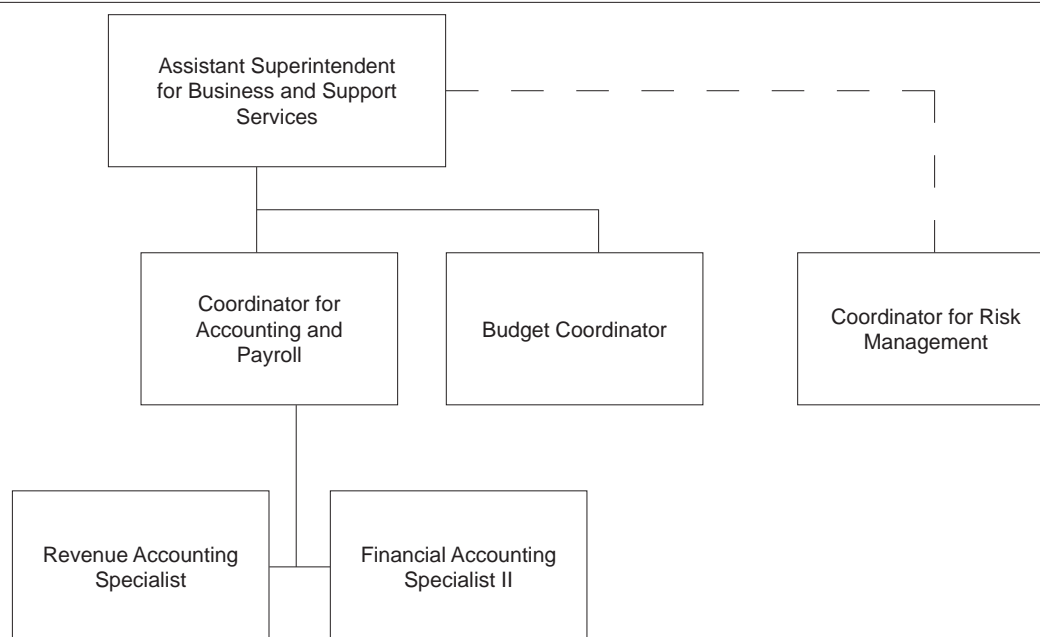 Assistant Superintendent
for Business and Support
Services
Coordinator for
Accounting and
Payroll
Budget Coordinator
Coordinator for Risk
Management
Revenue Accounting
Specialist
Financial Accounting
Specialist II